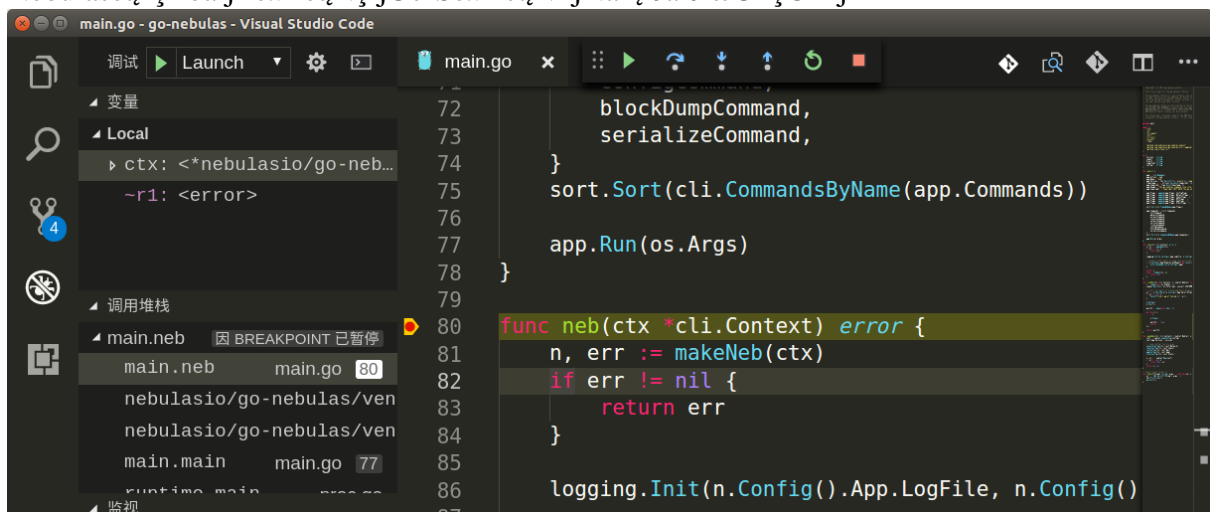 main.go - go-nebulas - Visual Studio Code
调试 Launch
main.go
变量
Local
ctx: <*nebulasio/go-neb…
~r1: <error>
4
调用堆栈
main.neb 因 BREAKPOINT 已暂停
main.neb main.go 80
nebulasio/go-nebulas/ven
nebulasio/go-nebulas/ven
main.main main.go 77
监视
72 blockDumpCommand,
73 serializeCommand,
74 }
75 sort.Sort(cli.CommandsByName(app.Commands))
76
77 app.Run(os.Args)
78 }
79
80 func neb(ctx *cli.Context) error {
81 n, err := makeNeb(ctx)
82 if err != nil {
83 return err
84 }
85
86 logging.Init(n.Config().App.LogFile, n.Config()